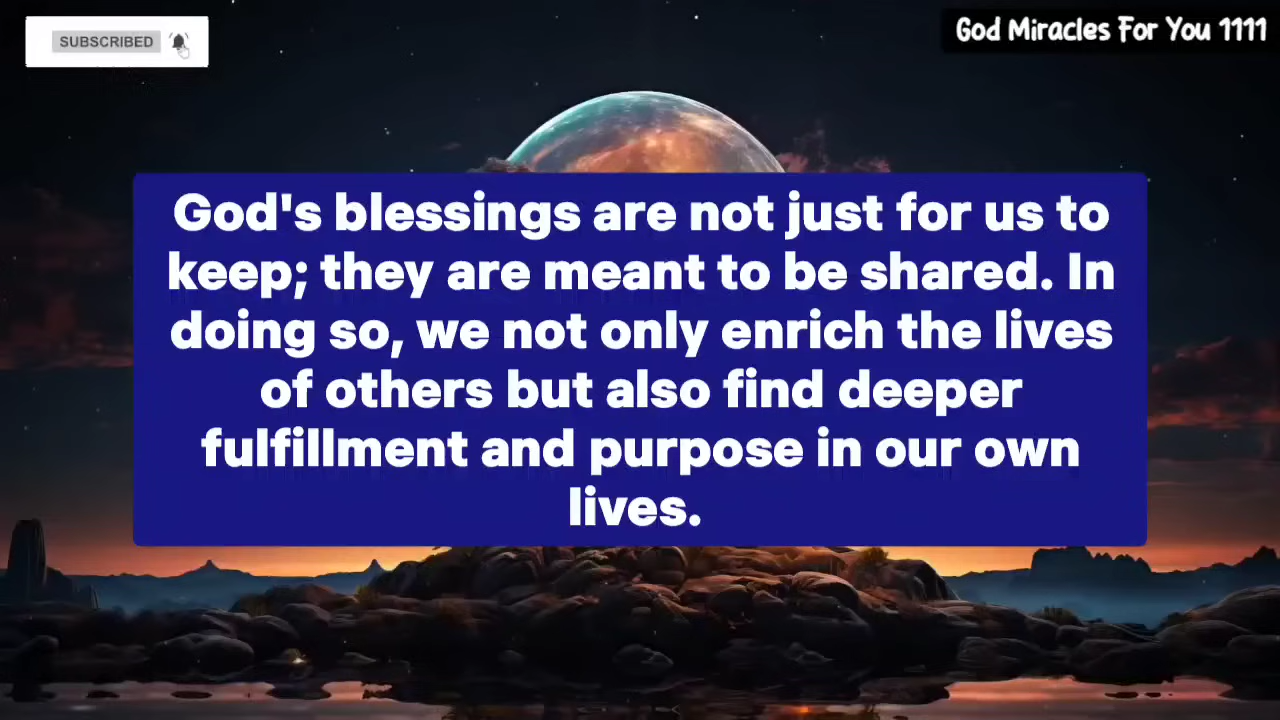 SUBSCRIBED
God Miracles For You 1111
God's blessings are not just for us to
keep; they are meant to be shared. In
doing so, we not only enrich the lives
of others but also find deeper
fulfillment and purpose in our own
lives.